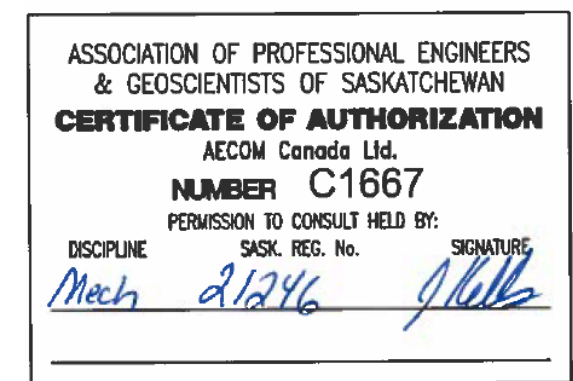 ASSOCIATION OF PROFESSIONAL ENGINEERS
& GEOSCIENTISTS OF SASKATCHEWAN
CERTIFICATE OF AUTHORIZATION
AECOM Canada Ltd.
NUMBER C1667
PERMISSION TO CONSULT HELD BY:
DISCIPLINE SASK. REG. No. SIGNATURE
Mech 21246